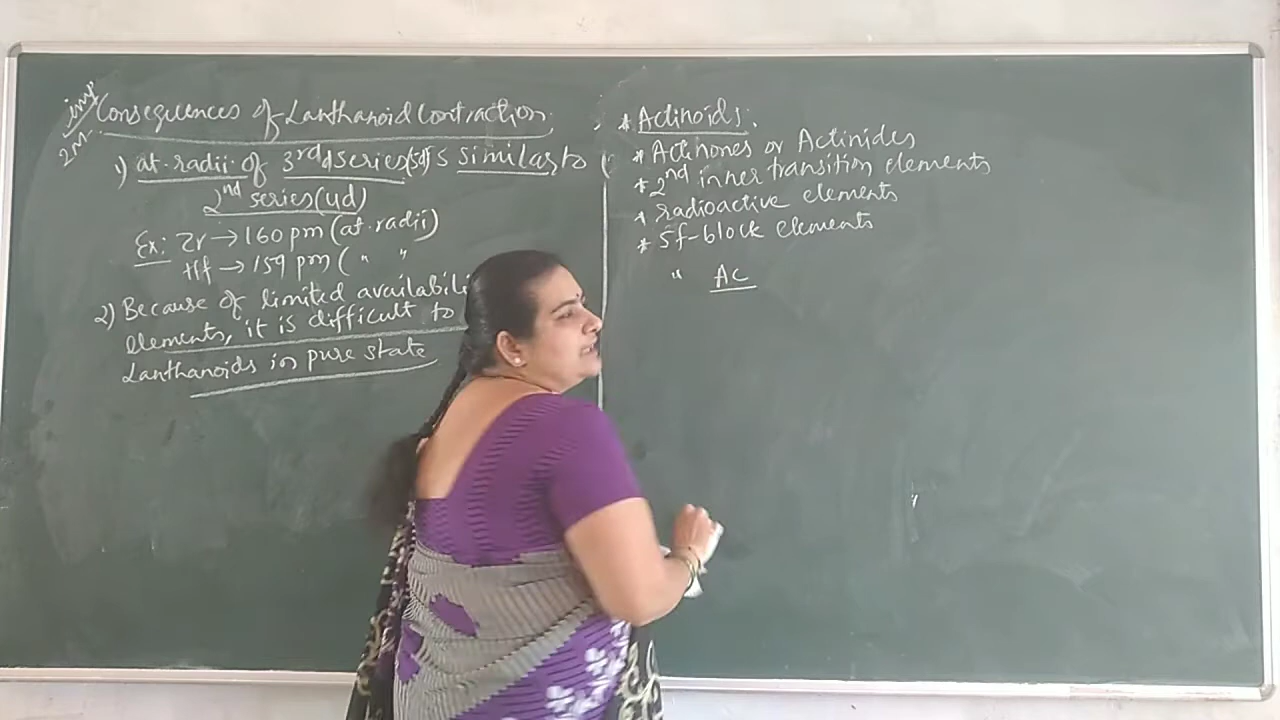 imp
2M
Consequences of Lanthanoid Contraction.
1) at. radii. of 3rd d series(5d) is similar to
2nd series (4d)
Ex: Zr → 160 pm (at. radii)
Hf → 159 pm ( " "
2) Because of limited availabili
elements, it is difficult to
Lanthanoids in pure state
* Actinoids:
* Actinones or Actinides
* 2nd inner transition elements
* radioactive elements
* 5f-block elements
" AC